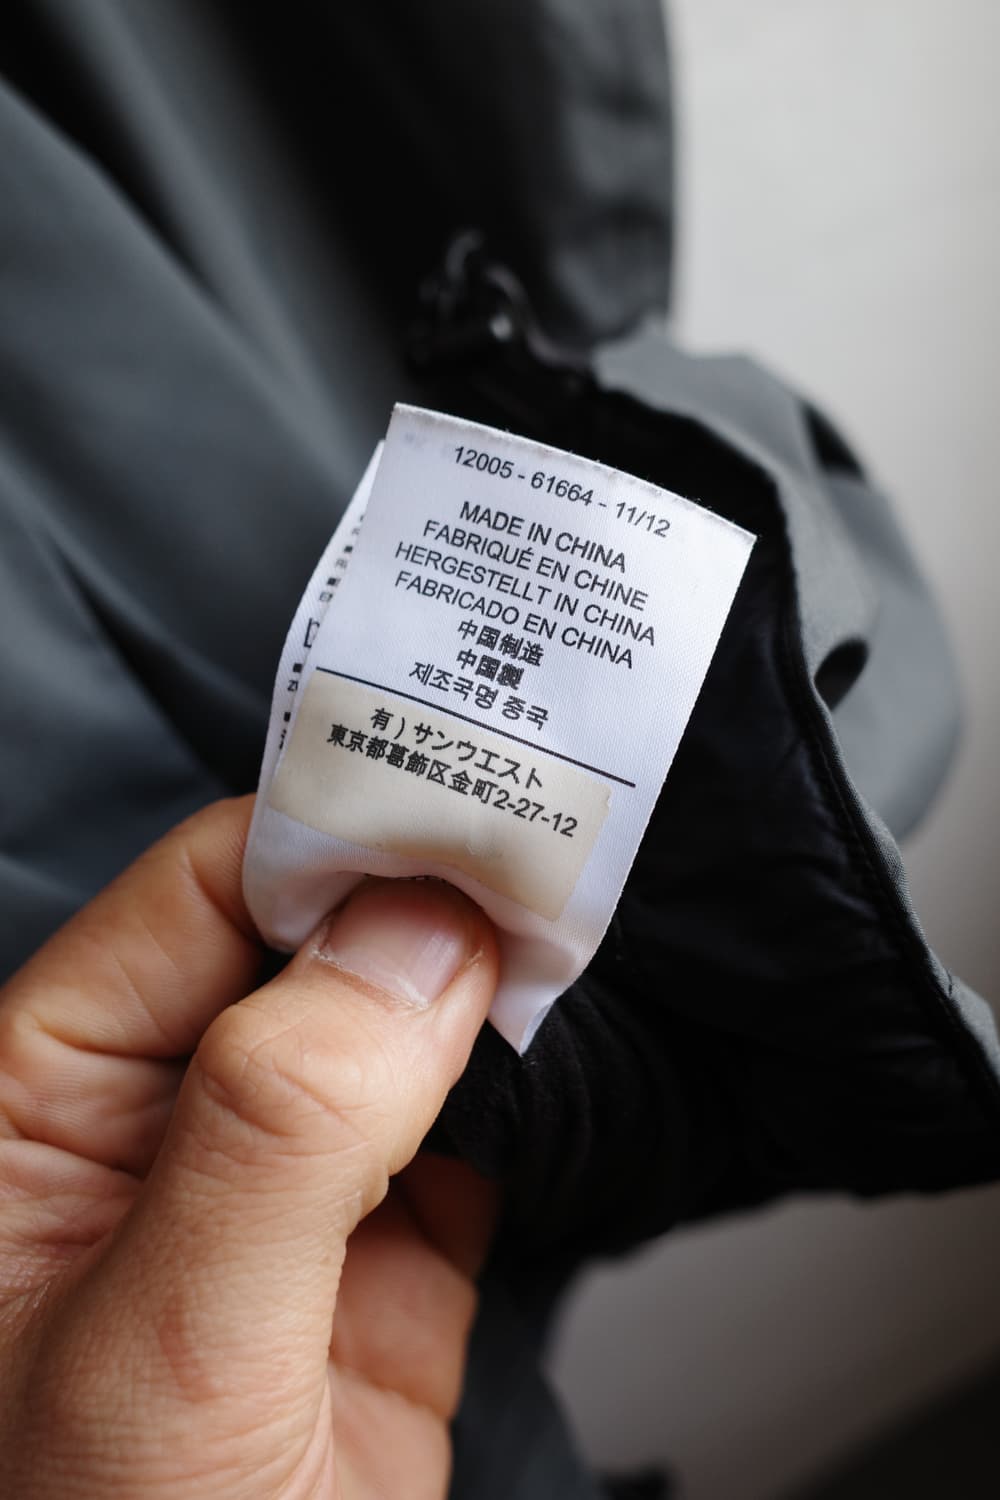 12005 - 61664 - 11/12
MADE IN CHINA
FABRIQUÉ EN CHINE
HERGESTELLT IN CHINA
FABRICADO EN CHINA
中国制造
中国製
제조국명 중국
有）サンウエスト
東京都葛飾区金町2-27-12